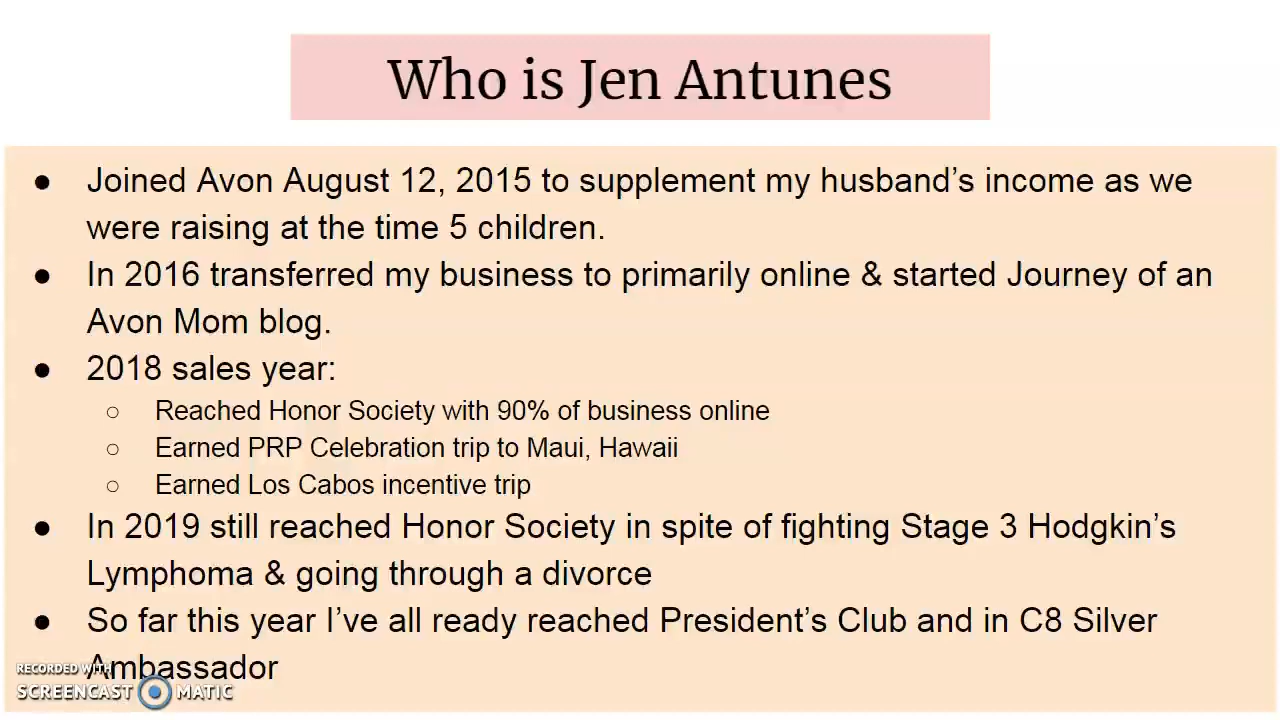 Who is Jen Antunes
● Joined Avon August 12, 2015 to supplement my husband’s income as we
were raising at the time 5 children.
● In 2016 transferred my business to primarily online & started Journey of an
Avon Mom blog.
● 2018 sales year:
○ Reached Honor Society with 90% of business online
○ Earned PRP Celebration trip to Maui, Hawaii
○ Earned Los Cabos incentive trip
● In 2019 still reached Honor Society in spite of fighting Stage 3 Hodgkin’s
Lymphoma & going through a divorce
● So far this year I’ve all ready reached President’s Club and in C8 Silver
Ambassador
RECORDED WITH
SCREENCAST MATIC